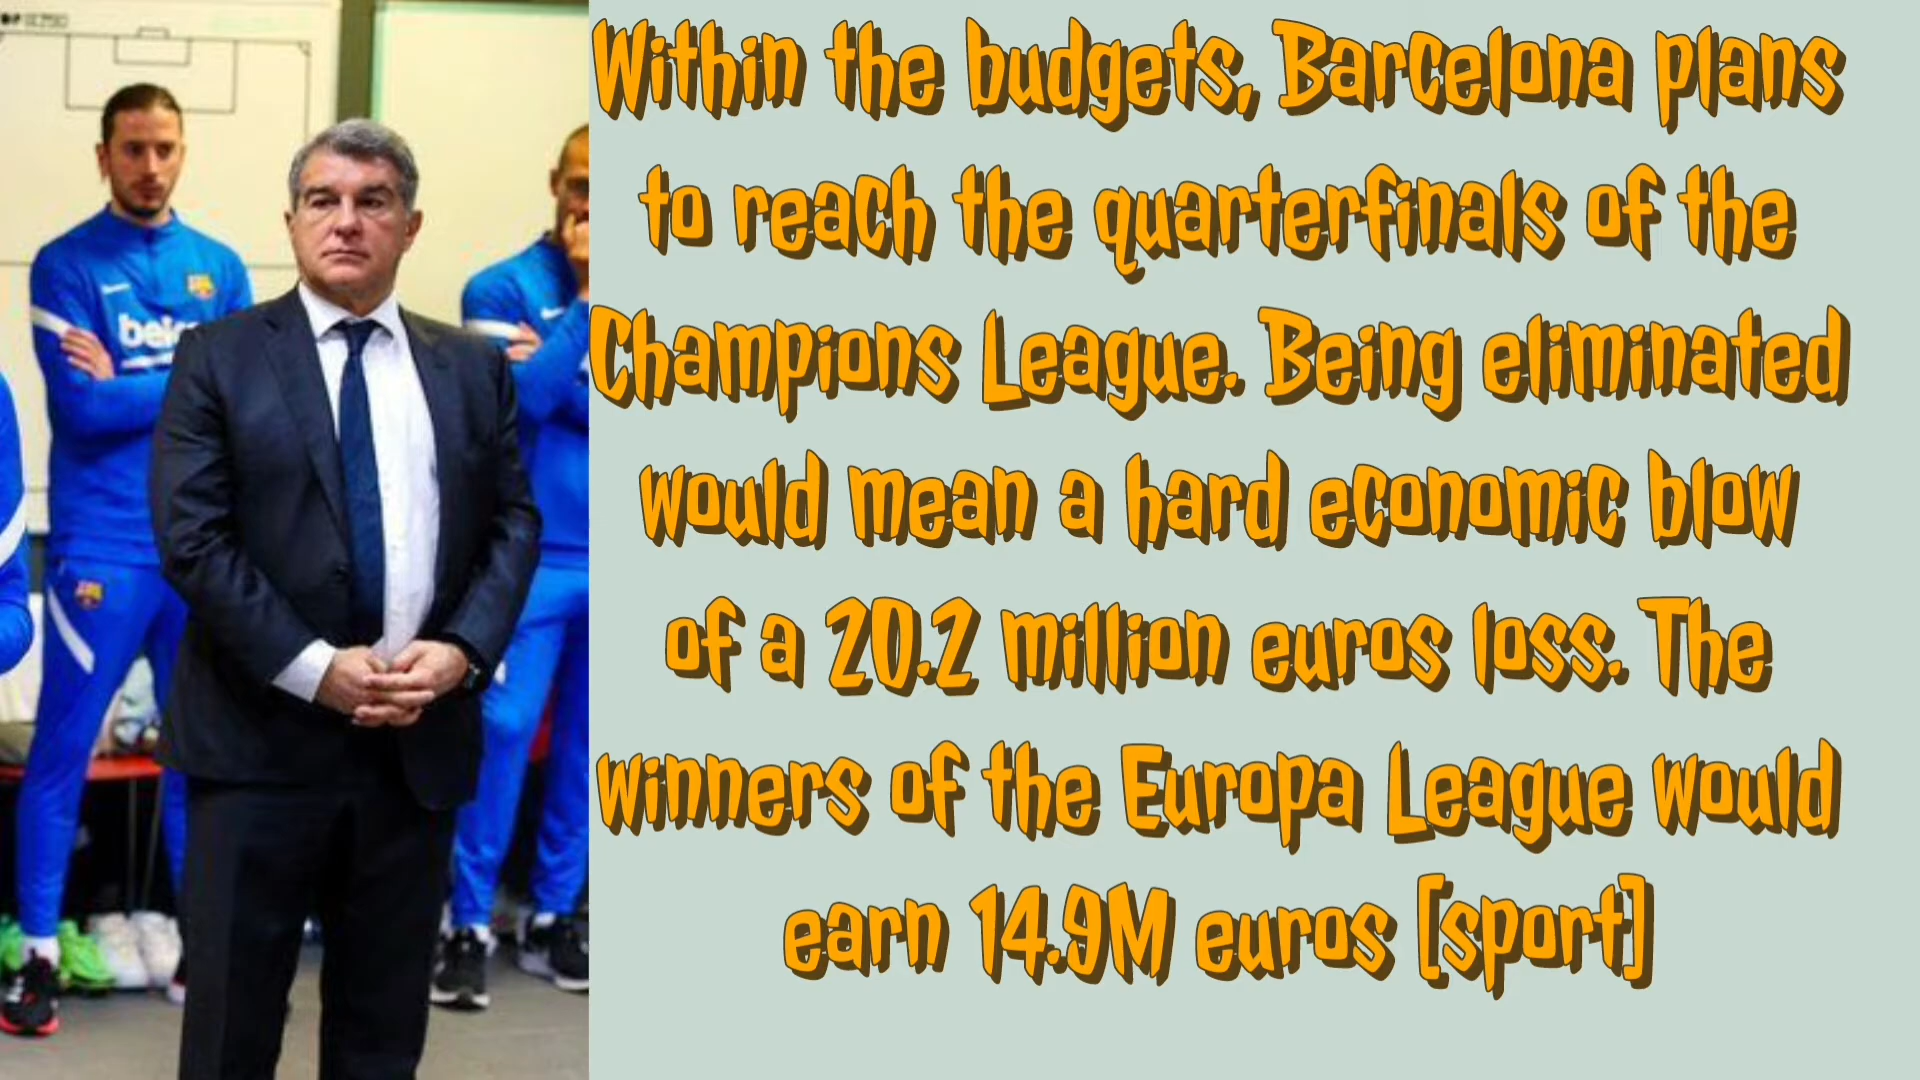 Within the budgets, Barcelona plans
to reach the quarterfinals of the
Champions League. Being eliminated
would mean a hard economic blow
of a 20.2 million euros loss. The
winners of the Europa League would
earn 14.9M euros [sport]